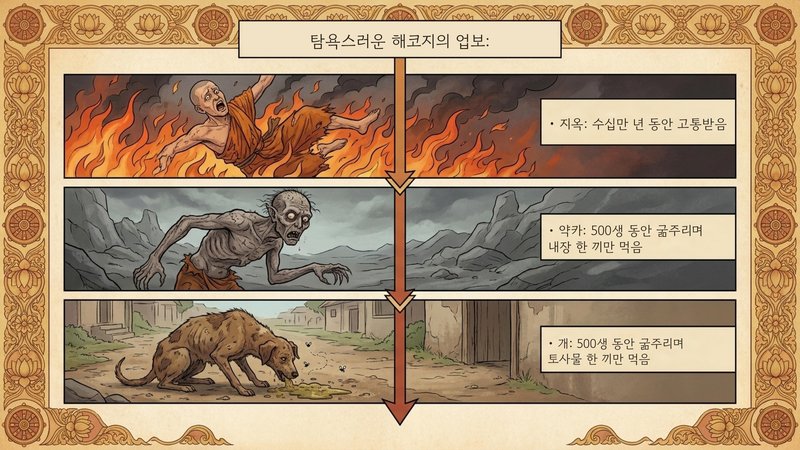 탐욕스러운 해코지의 업보:
• 지옥: 수십만 년 동안 고통받음
• 약카: 500생 동안 굶주리며
내장 한 끼만 먹음
• 개: 500생 동안 굶주리며
토사물 한 끼만 먹음